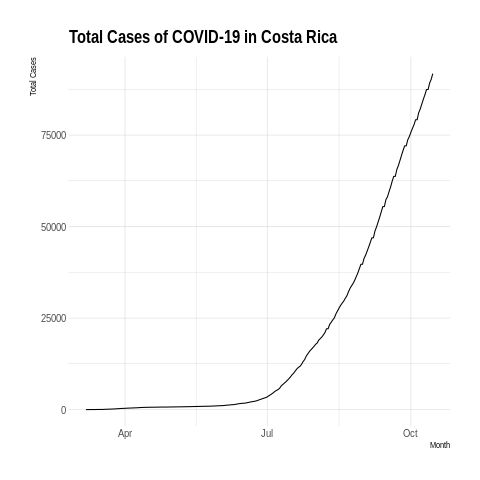 Total Cases of COVID-19 in Costa Rica
Total Cases
75000
50000
25000
0
Apr Jul Oct
Month